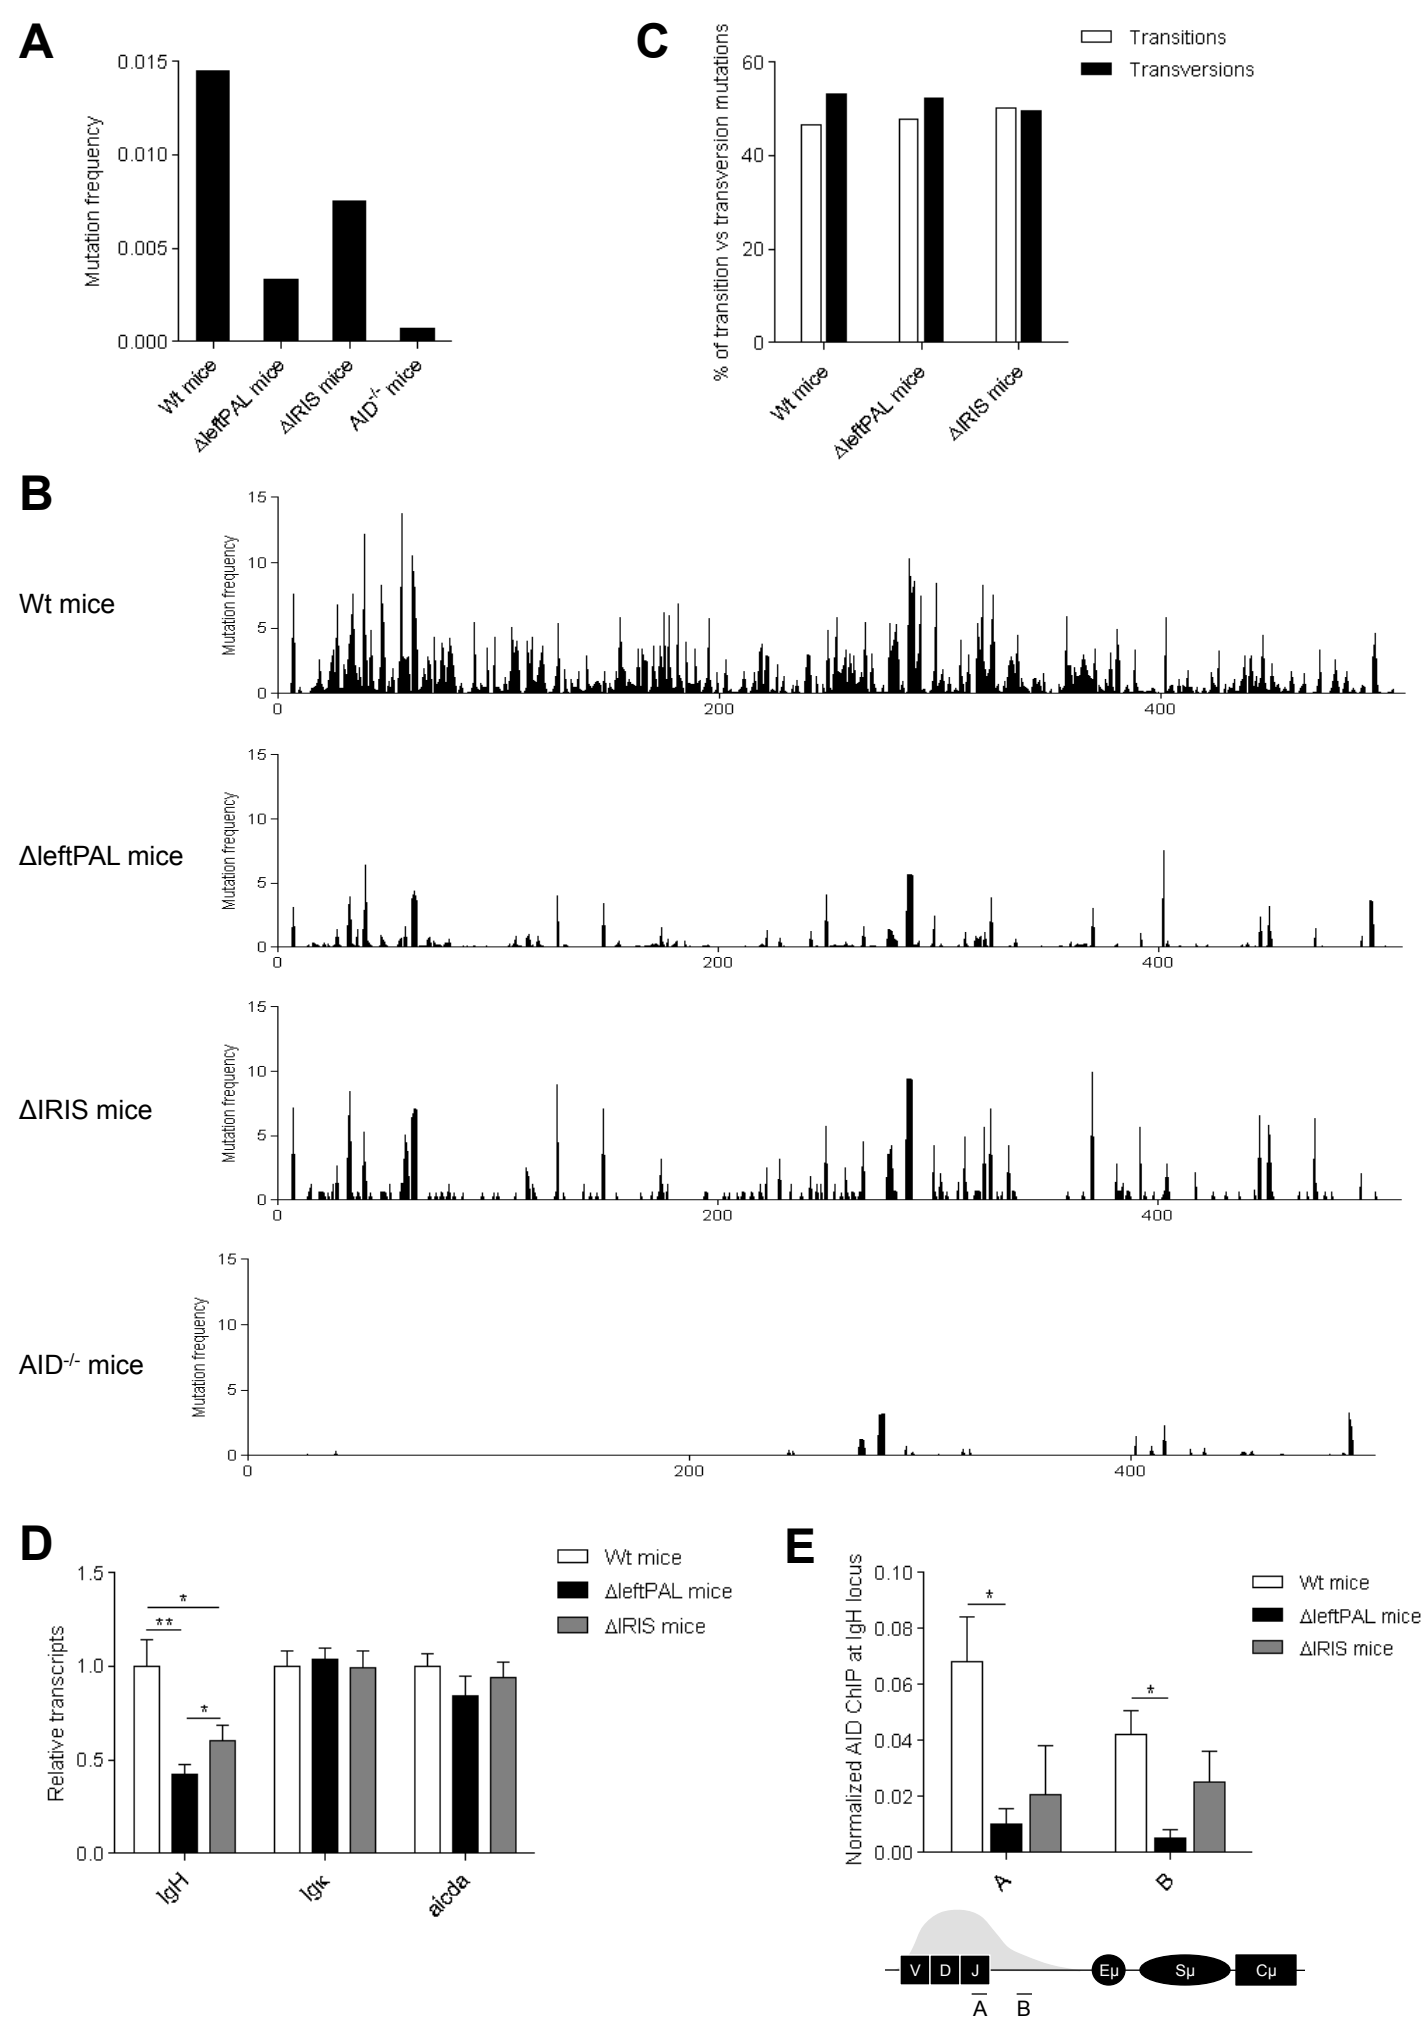 A
Mutation frequency
0.015
0.010
0.005
0.000
Wt mice
ΔleftPAL mice
ΔIRIS mice
AID-/- mice
C
Transitions
Transversions
% of transition vs transversion mutations
60
40
20
0
Wt mice
ΔleftPAL mice
ΔIRIS mice
B
Wt mice
Mutation frequency
15
10
5
0
0 200 400
ΔleftPAL mice
Mutation frequency
15
10
5
0
0 200 400
ΔIRIS mice
Mutation frequency
15
10
5
0
0 200 400
AID-/- mice
Mutation frequency
15
10
5
0
0 200 400
D
Wt mice
ΔleftPAL mice
ΔIRIS mice
Relative transcripts
1.5
1.0
0.5
0.0
*
**
*
IgH
Igκ
aicda
E
Wt mice
ΔleftPAL mice
ΔIRIS mice
Normalized AID ChIP at IgH locus
0.10
0.08
0.06
0.04
0.02
0.00
*
*
A
B
V D J Eμ Sμ Cμ
A B